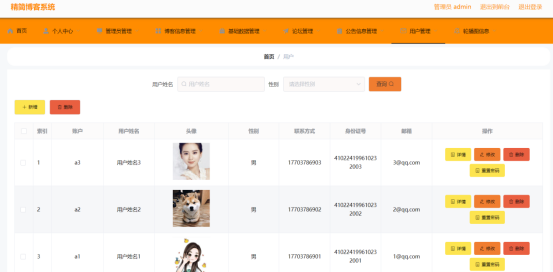 精简博客系统
管理员 admin 退出到前台 退出登录
首页 个人中心 管理员管理 博客信息管理 基础数据管理 论坛管理 公告信息管理 用户管理 轮播图信息
首页 / 用户
用户姓名 用户姓名 性别 请选择性别 查询
+ 新增 删除
索引 账户 用户姓名 头像 性别 联系方式 身份证号 邮箱 操作
1 a3 用户姓名3 男 17703786903 410224199610232003 3@qq.com 详情 修改 删除
重置密码
2 a2 用户姓名2 男 17703786902 410224199610232002 2@qq.com 详情 修改 删除
重置密码
3 a1 用户姓名1 男 17703786901 410224199610232001 1@qq.com 详情 修改 删除
重置密码